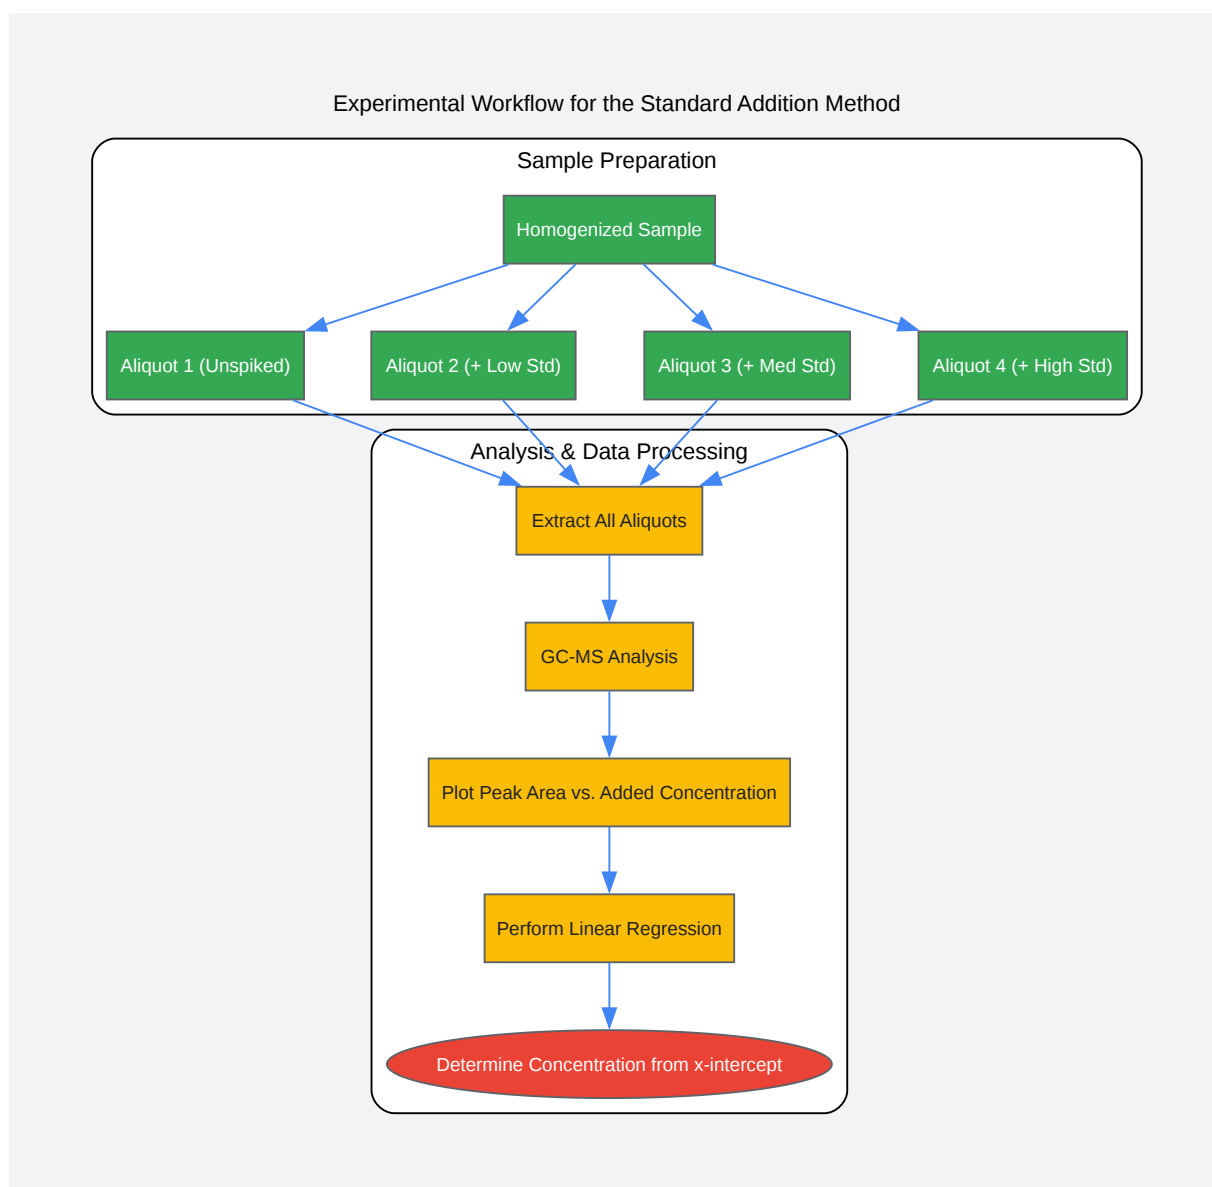 Experimental Workflow for the Standard Addition Method
Sample Preparation
Homogenized Sample
Aliquot 1 (Unspiked)
Aliquot 2 (+ Low Std)
Aliquot 3 (+ Med Std)
Aliquot 4 (+ High Std)
Analysis & Data Processing
Extract All Aliquots
GC-MS Analysis
Plot Peak Area vs. Added Concentration
Perform Linear Regression
Determine Concentration from x-intercept